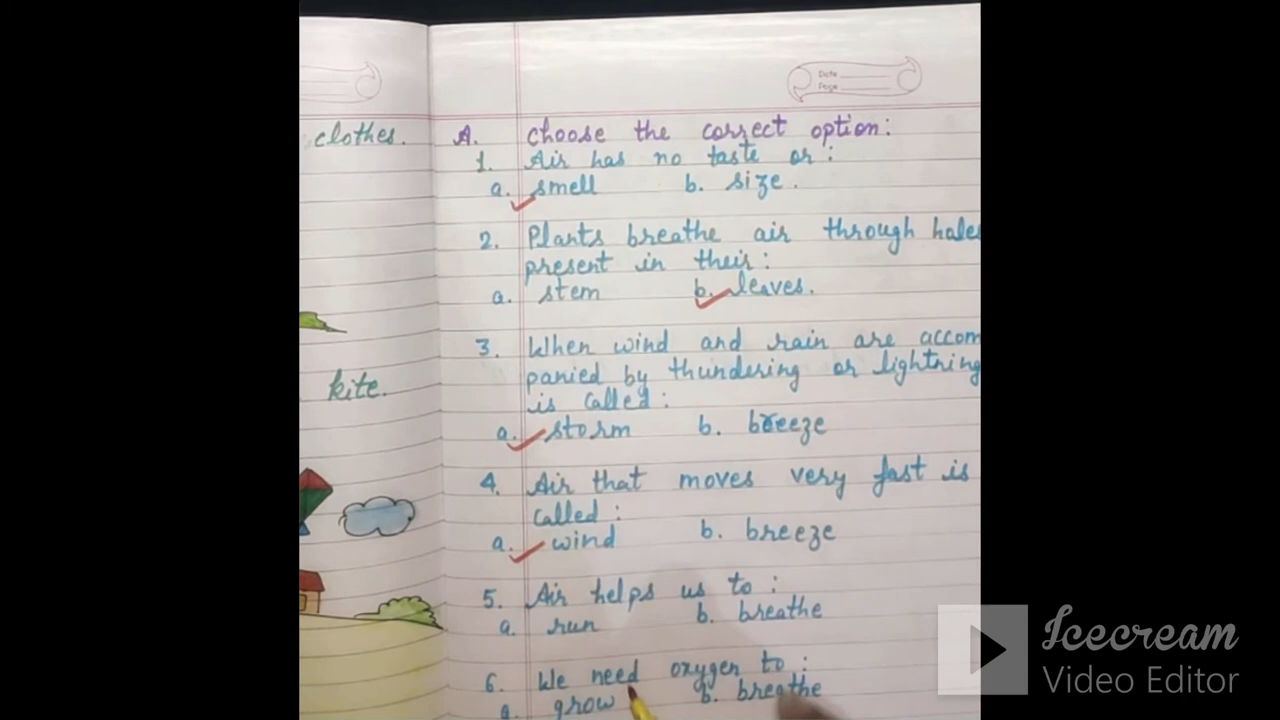 clothes.
kite.
Date
Page
A. Choose the correct option:
1. Air has no taste or :
a. smell b. size.
2. Plants breathe air through holes
present in their :
a. stem b. leaves.
3. When wind and rain are accom
panied by thundering or lightning
is called :
a. storm b. breeze
4. Air that moves very fast is
called :
a. wind b. breeze
5. Air helps us to :
a. run b. breathe
6. We need oxygen to :
a. grow b. breathe
Icecream
Video Editor